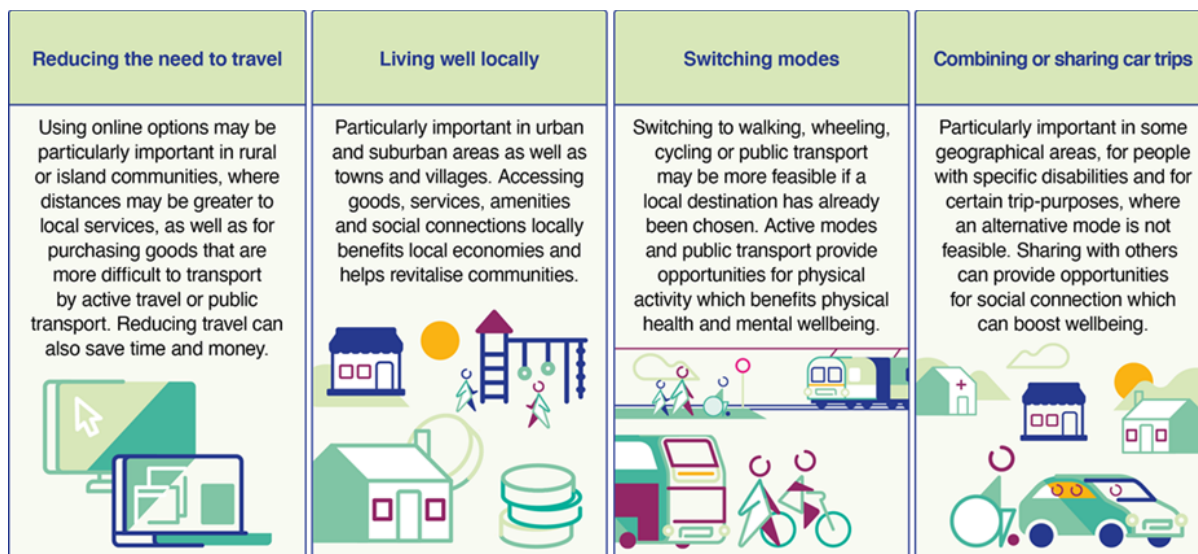 Reducing the need to travel
Using online options may be
particularly important in rural
or island communities, where
distances may be greater to
local services, as well as for
purchasing goods that are
more difficult to transport
by active travel or public
transport. Reducing travel can
also save time and money.
Living well locally
Particularly important in urban
and suburban areas as well as
towns and villages. Accessing
goods, services, amenities
and social connections locally
benefits local economies and
helps revitalise communities.
Switching modes
Switching to walking, wheeling,
cycling or public transport
may be more feasible if a
local destination has already
been chosen. Active modes
and public transport provide
opportunities for physical
activity which benefits physical
health and mental wellbeing.
Combining or sharing car trips
Particularly important in some
geographical areas, for people
with specific disabilities and for
certain trip-purposes, where
an alternative mode is not
feasible. Sharing with others
can provide opportunities
for social connection which
can boost wellbeing.